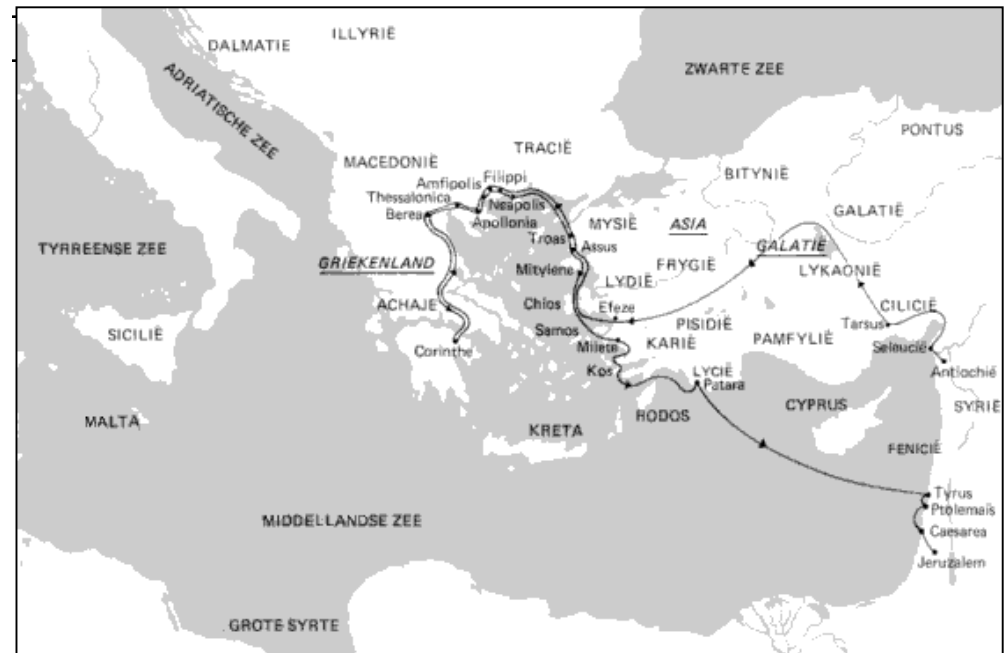 ILLYRIË
DALMATIE
ZWARTE ZEE
ADRIATISCHE ZEE
PONTUS
TRACIË
MACEDONIË
BITYNIË
Filippi
Amfipolis
Thessalonica
Neapolis
Berea
Apollonia
MYSIË
ASIA
GALATIË
TYRREENSE ZEE
Troas
Assus
GALATIË
GRIEKENLAND
Mitylene
FRYGIË
LYKAONIË
LYDIË
ACHAJE
Chios
Efeze
CILICIË
SICILIË
Samos
PISIDIË
Tarsus
Corinthe
Milete
KARIË
PAMFYLIË
Seleucië
Kos
LYCIË
Patara
Antiochië
MALTA
RODOS
CYPRUS
SYRIË
KRETA
FENICIË
Tyrus
Ptolemaïs
MIDDELLANDSE ZEE
Caesarea
Jeruzalem
GROTE SYRTE